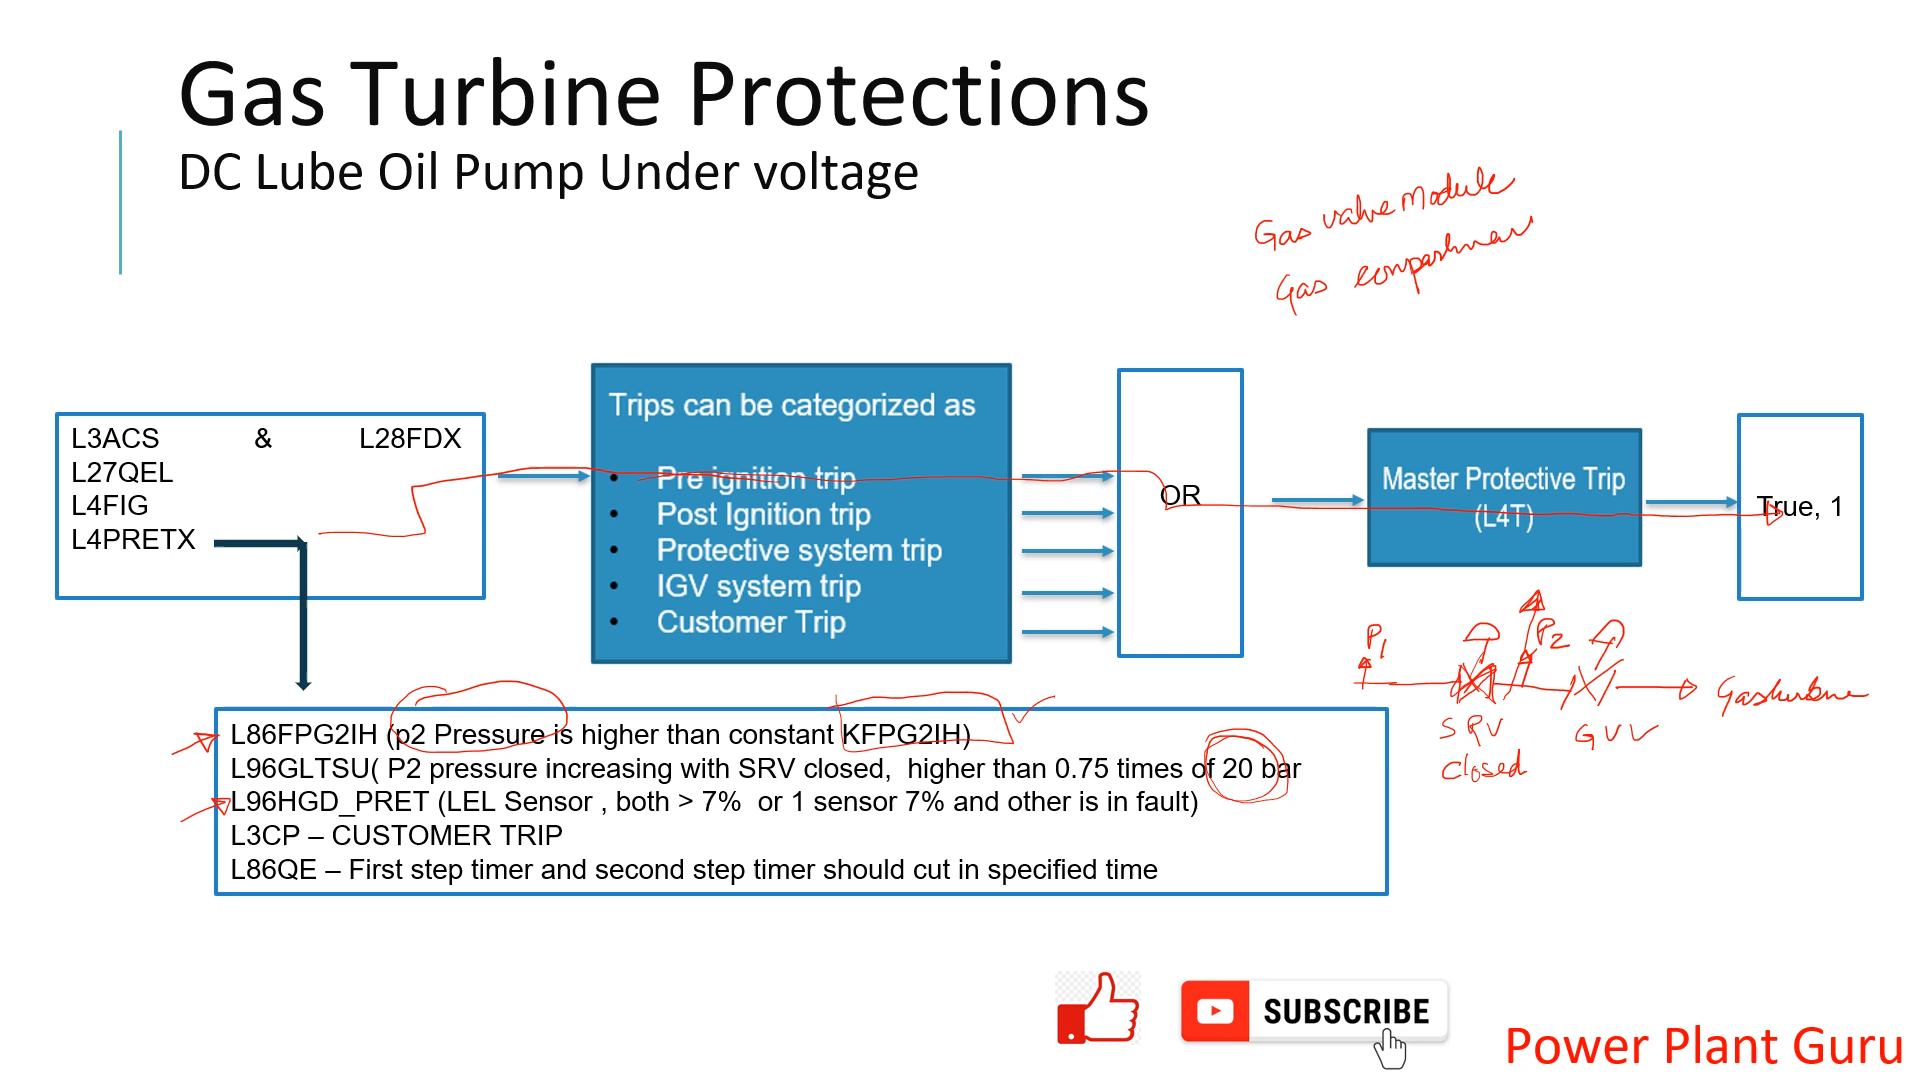 Gas Turbine Protections
DC Lube Oil Pump Under voltage
Gas valve module
Gas
L3ACS & L28FDX
L27QEL
L4FIG
L4PRETX
Trips can be categorized as
• Pre ignition trip
• Post Ignition trip
• Protective system trip
• IGV system trip
• Customer Trip
OR
Master Protective Trip
(L4T)
True, 1
P1
P2
Gasturbine
SRV
closed
L86FPG2IH (p2 Pressure is higher than constant KFPG2IH)
L96GLTSU( P2 pressure increasing with SRV closed, higher than 0.75 times of 20 bar
L96HGD_PRET (LEL Sensor , both > 7% or 1 sensor 7% and other is in fault)
L3CP – CUSTOMER TRIP
L86QE – First step timer and second step timer should cut in specified time
SUBSCRIBE
Power Plant Guru